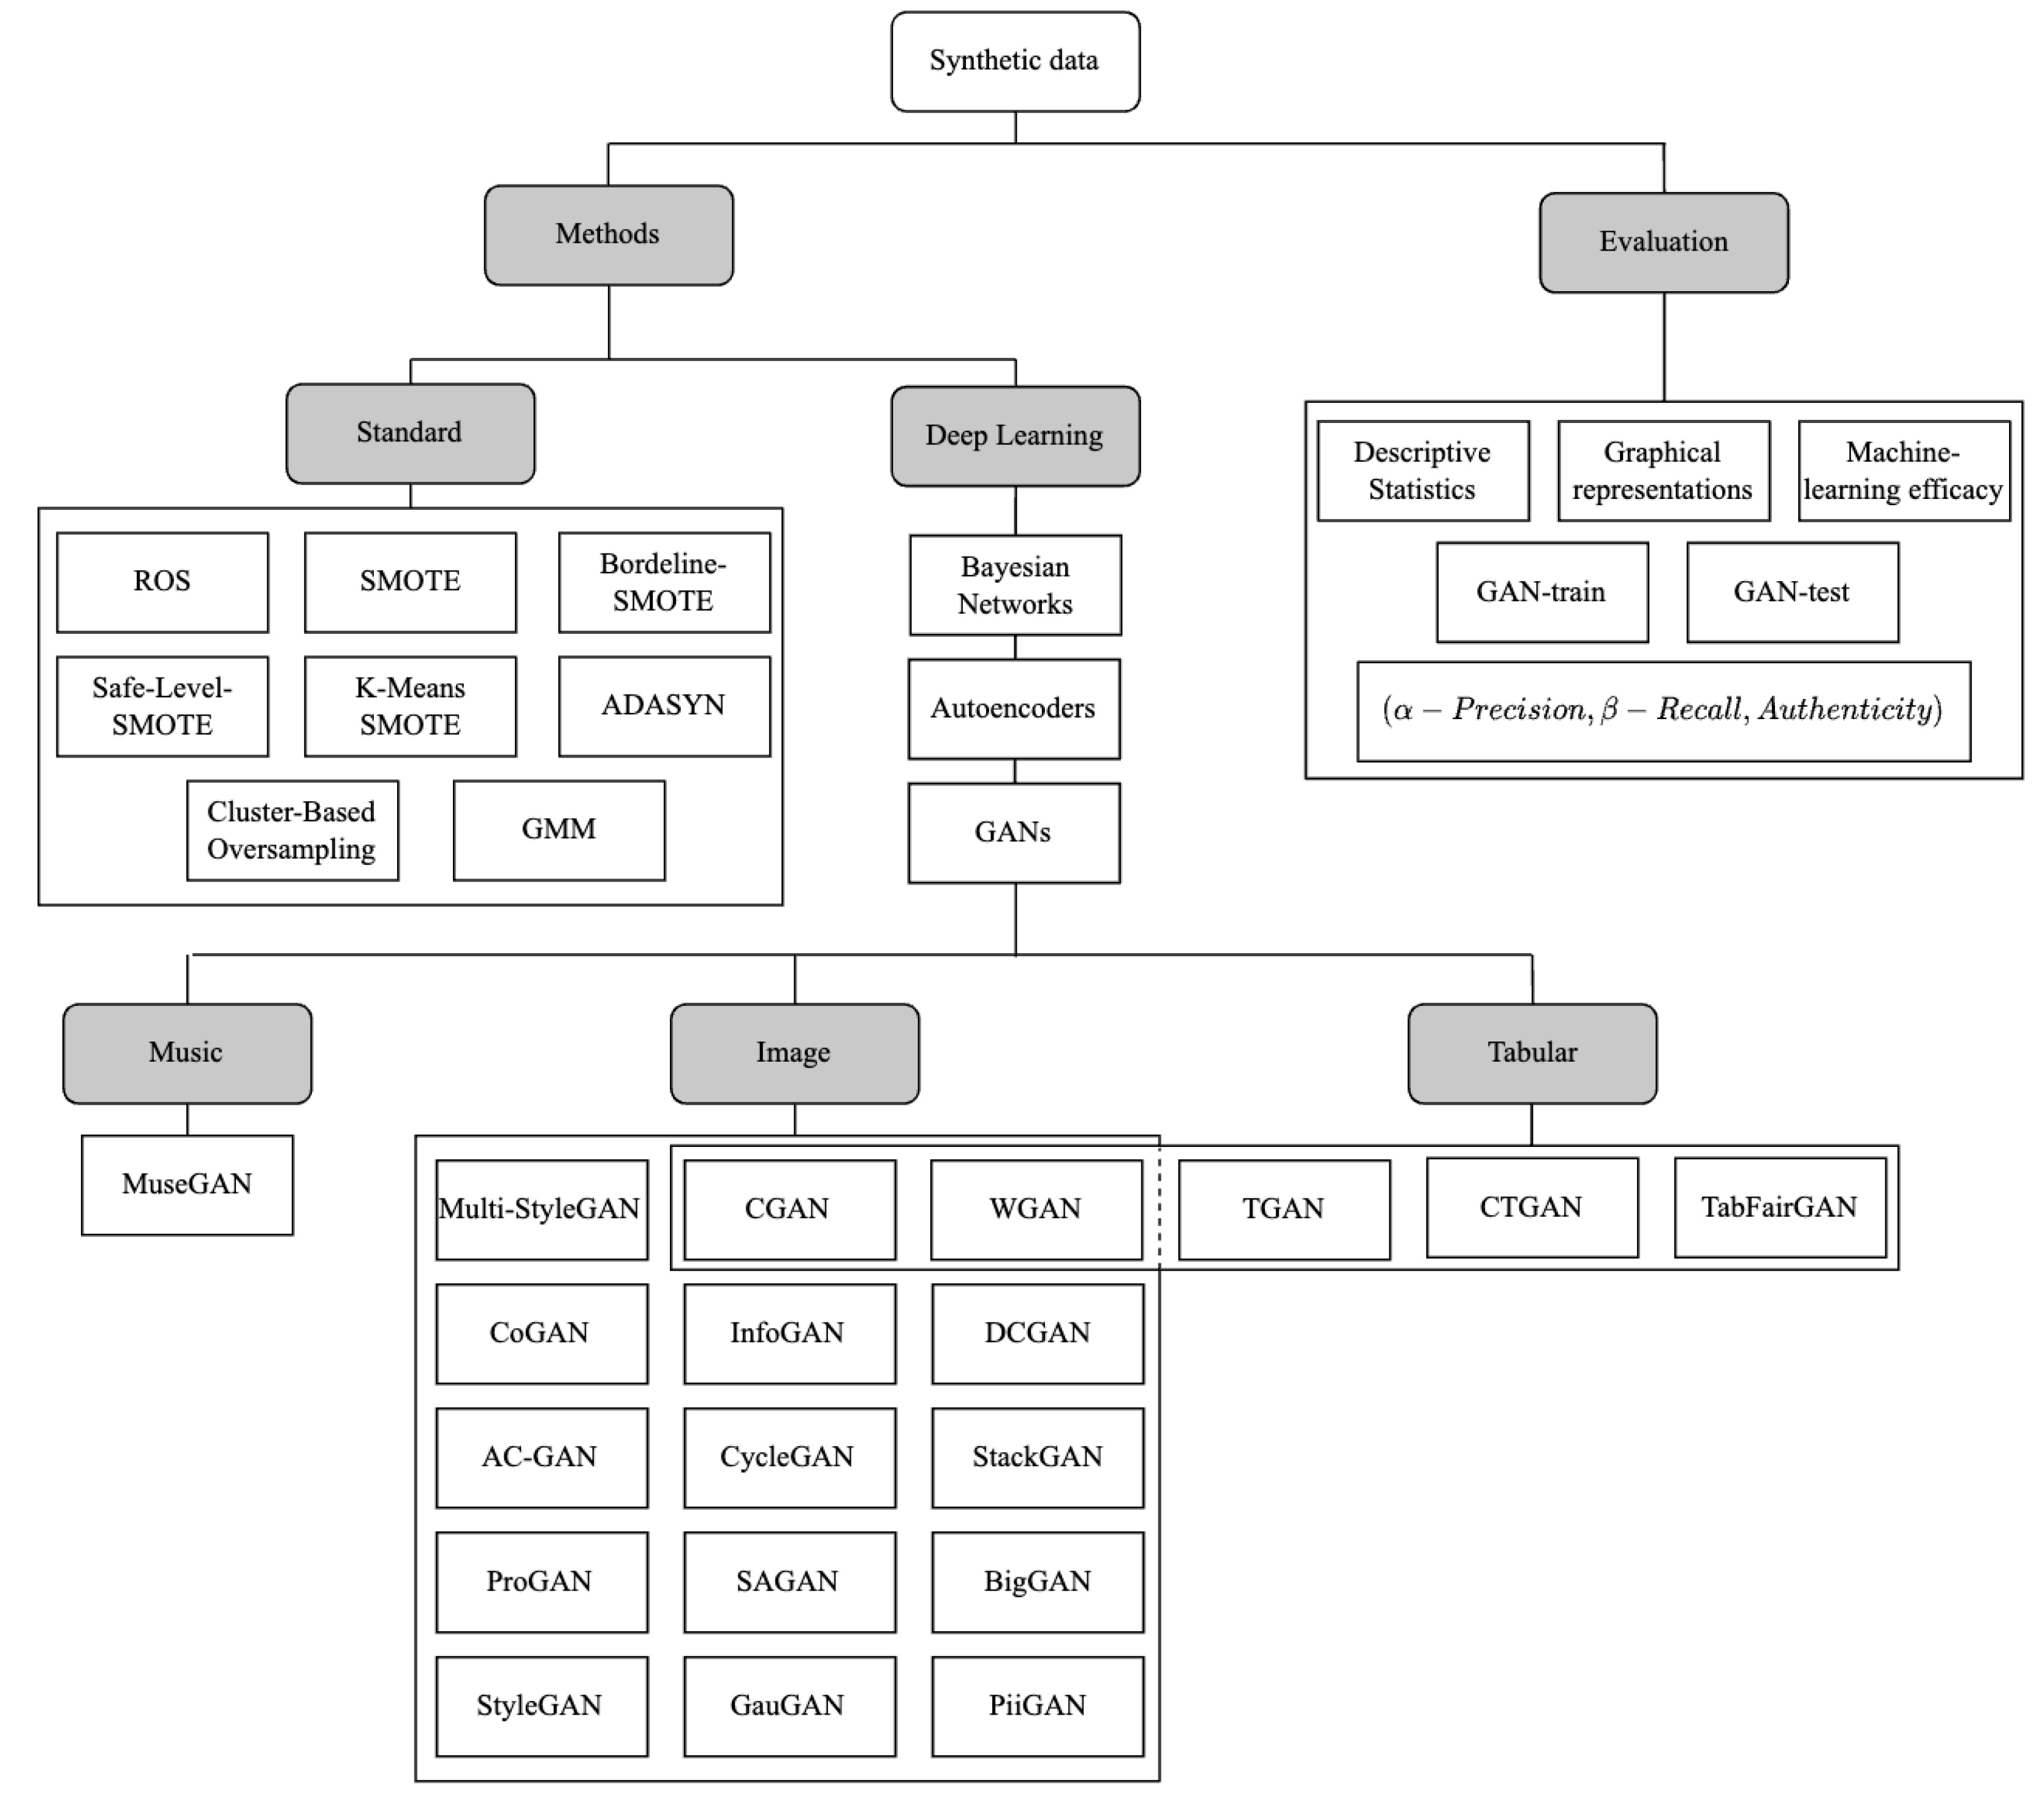 Synthetic data
Methods
Evaluation
Standard
Deep Learning
Descriptive
Statistics
Graphical
representations
Machine-
learning efficacy
GAN-train
GAN-test
(α − Precision, β − Recall, Authenticity)
ROS
SMOTE
Bordeline-
SMOTE
Safe-Level-
SMOTE
K-Means
SMOTE
ADASYN
Cluster-Based
Oversampling
GMM
Bayesian
Networks
Autoencoders
GANs
Music
Image
Tabular
MuseGAN
Multi-StyleGAN
CGAN
WGAN
TGAN
CTGAN
TabFairGAN
CoGAN
InfoGAN
DCGAN
AC-GAN
CycleGAN
StackGAN
ProGAN
SAGAN
BigGAN
StyleGAN
GauGAN
PiiGAN